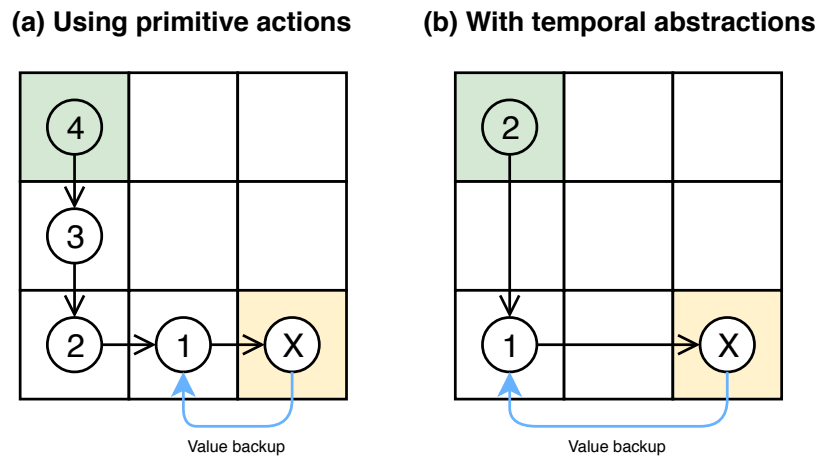 (a) Using primitive actions
(b) With temporal abstractions
4
3
2
1
X
Value backup
2
1
X
Value backup